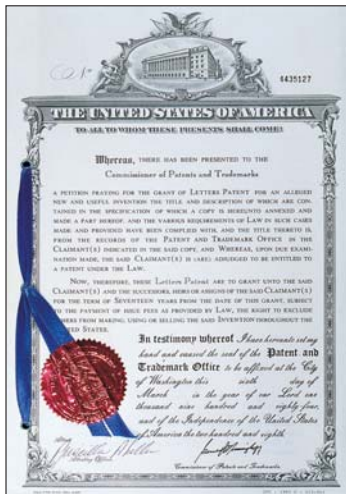 No
4435127
THE UNITED STATES OF AMERICA
TO ALL TO WHOM THESE PRESENTS SHALL COME:
Whereas, THERE HAS BEEN PRESENTED TO THE
Commissioner of Patents and Trademarks
A PETITION PRAYING FOR THE GRANT OF LETTERS PATENT FOR AN ALLEGED
NEW AND USEFUL INVENTION THE TITLE AND DESCRIPTION OF WHICH ARE CON-
TAINED IN THE SPECIFICATION OF WHICH A COPY IS HEREUNTO ANNEXED AND
MADE A PART HEREOF, AND THE VARIOUS REQUIREMENTS OF LAW IN SUCH CASES
MADE AND PROVIDED HAVE BEEN COMPLIED WITH, AND THE TITLE THERETO IS,
FROM THE RECORDS OF THE PATENT AND TRADEMARK OFFICE IN THE
CLAIMANT(S) INDICATED IN THE SAID COPY, AND WHEREAS, UPON DUE EXAMI-
NATION MADE, THE SAID CLAIMANT(S) IS (ARE) ADJUDGED TO BE ENTITLED TO
A PATENT UNDER THE LAW.
NOW, THEREFORE, THESE Letters Patent ARE TO GRANT UNTO THE SAID
CLAIMANT(S) AND THE SUCCESSORS, HEIRS OR ASSIGNS OF THE SAID CLAIMANT(S)
FOR THE TERM OF SEVENTEEN YEARS FROM THE DATE OF THIS GRANT, SUBJECT
TO THE PAYMENT OF ISSUE FEES AS PROVIDED BY LAW, THE RIGHT TO EXCLUDE
OTHERS FROM MAKING, USING OR SELLING THE SAID INVENTION THROUGHOUT THE
UNITED STATES.
In testimony whereof I have hereunto set my
hand and caused the seal of the Patent and
Trademark Office to be affixed at the City
of Washington this sixth day of
March in the year of our Lord one
thousand nine hundred and eighty-four,
and of the Independence of the United States
of America the two hundred and eighth.
Attest
Attesting Officer
Commissioner of Patents and Trademarks